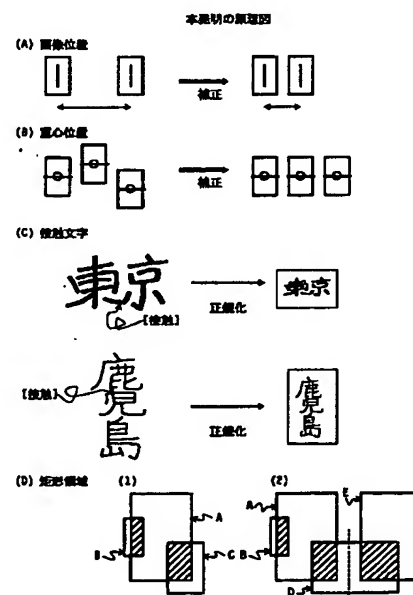 本発明の原理図
(A) 画像位置
補正
(B) 重心位置
補正
(C) 接触文字
東京
[接触]
正規化
東京
[接触]
鹿児島
正規化
鹿児島
(D) 矩形領域 (1) (2)
A
B
C
A
B
D
E